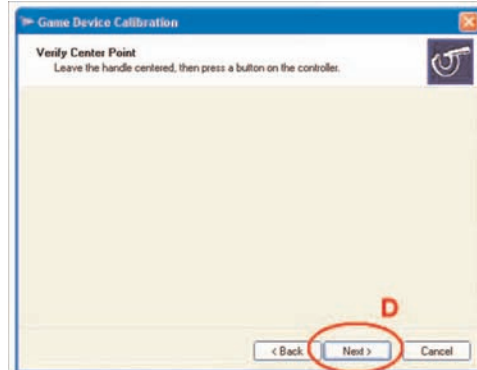 Game Device Calibration
Verify Center Point
Leave the handle centered, then press a button on the controller.
D
< Back
Next >
Cancel